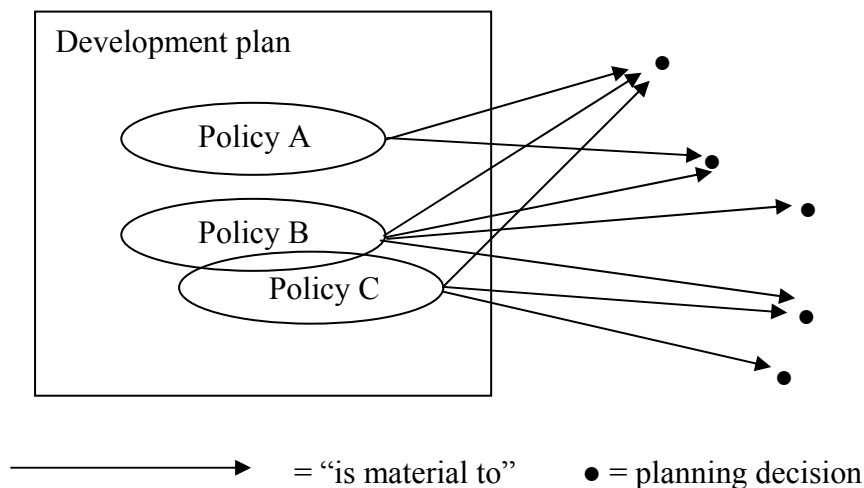 Development plan
Policy A
Policy B
Policy C
= “is material to” ● = planning decision